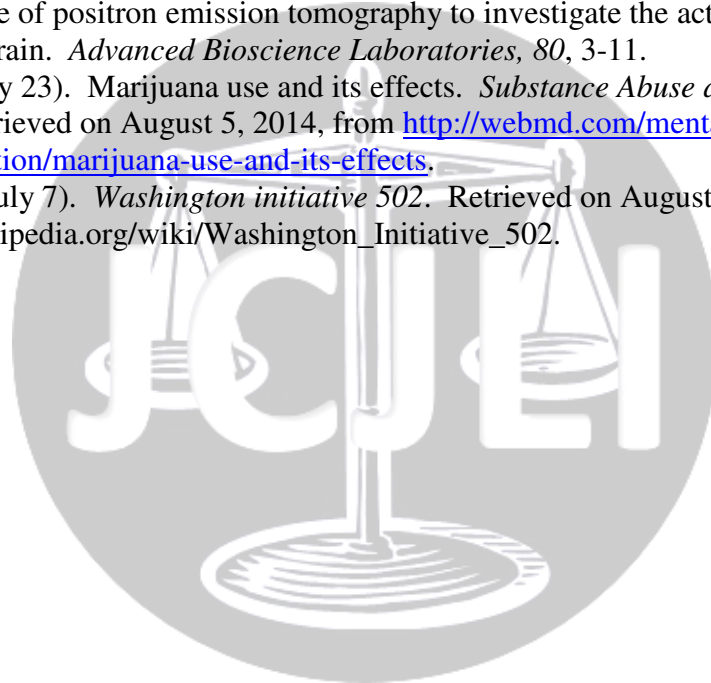 e of positron emission tomography to investigate the act
rain. Advanced Bioscience Laboratories, 80, 3-11.
y 23). Marijuana use and its effects. Substance Abuse a
rieved on August 5, 2014, from http://webmd.com/menta
tion/marijuana-use-and-its-effects.
uly 7). Washington initiative 502. Retrieved on August
ipedia.org/wiki/Washington_Initiative_502.
JCJLI